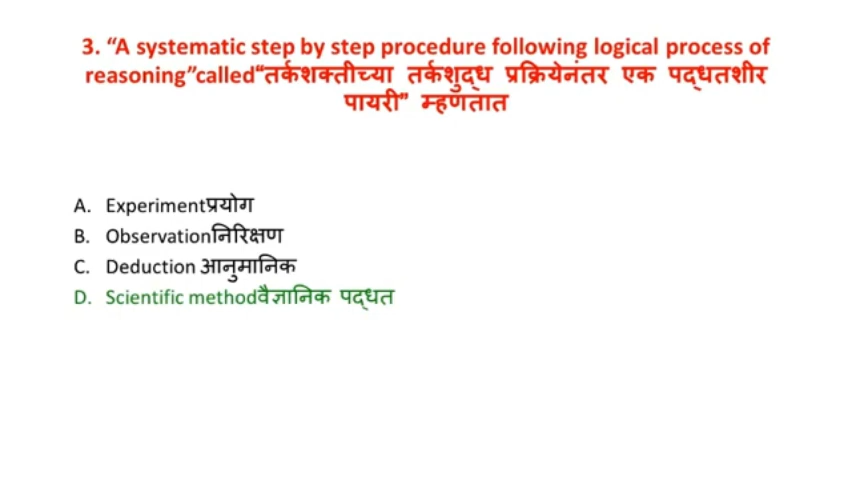 3. “A systematic step by step procedure following logical process of
reasoning”called“तर्कशक्तीच्या तर्कशुद्ध प्रक्रियेनंतर एक पद्धतशीर
पायरी” म्हणतात
A. Experimentप्रयोग
B. Observationनिरिक्षण
C. Deduction आनुमानिक
D. Scientific methodवैज्ञानिक पद्धत